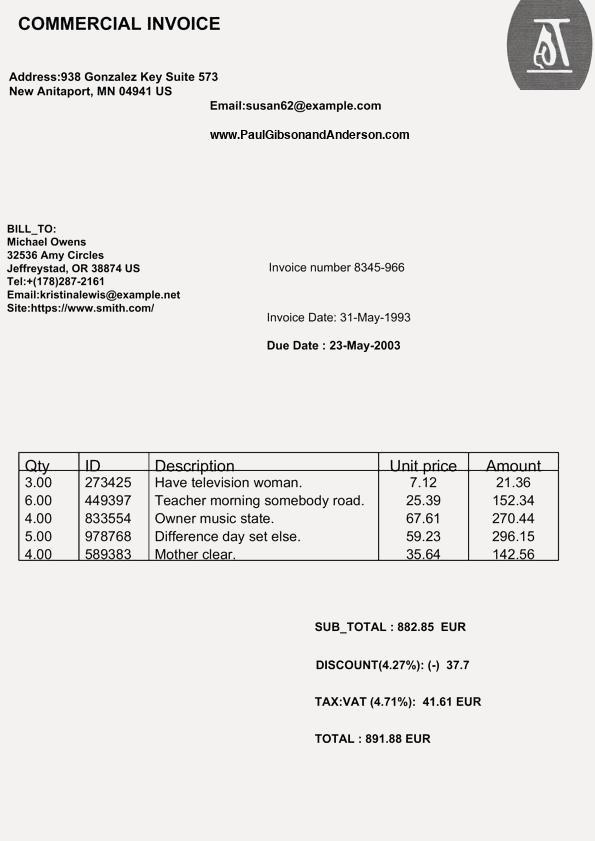 COMMERCIAL INVOICE
Address:938 Gonzalez Key Suite 573
New Anitaport, MN 04941 US
Email:susan62@example.com
www.PaulGibsonandAnderson.com
BILL_TO:
Michael Owens
32536 Amy Circles
Jeffreystad, OR 38874 US
Tel:+(178)287-2161
Email:kristinalewis@example.net
Site:https://www.smith.com/
Invoice number 8345-966
Invoice Date: 31-May-1993
Due Date : 23-May-2003
Qty ID Description Unit price Amount
3.00 273425 Have television woman. 7.12 21.36
6.00 449397 Teacher morning somebody road. 25.39 152.34
4.00 833554 Owner music state. 67.61 270.44
5.00 978768 Difference day set else. 59.23 296.15
4.00 589383 Mother clear. 35.64 142.56
SUB_TOTAL : 882.85 EUR
DISCOUNT(4.27%): (-) 37.7
TAX:VAT (4.71%): 41.61 EUR
TOTAL : 891.88 EUR